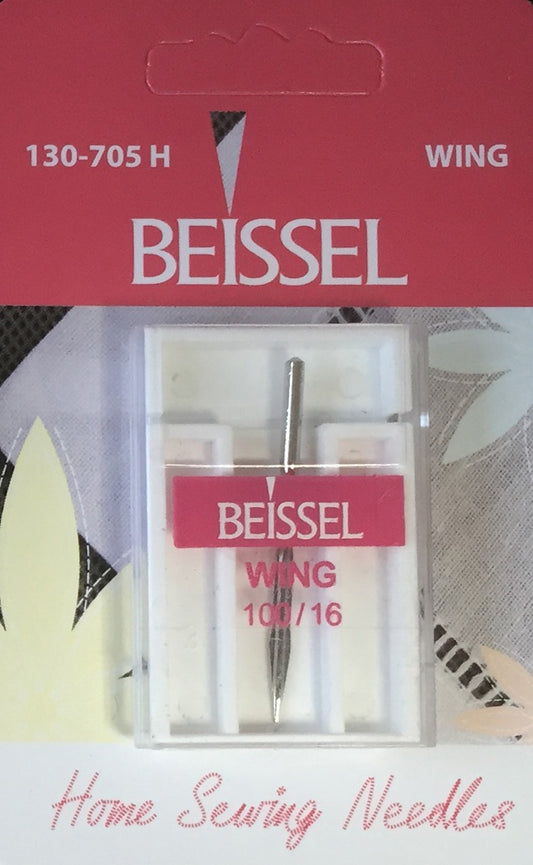 130-705 H WING
BEISSEL
BEISSEL
WING
100/16
Home Sewing Needles